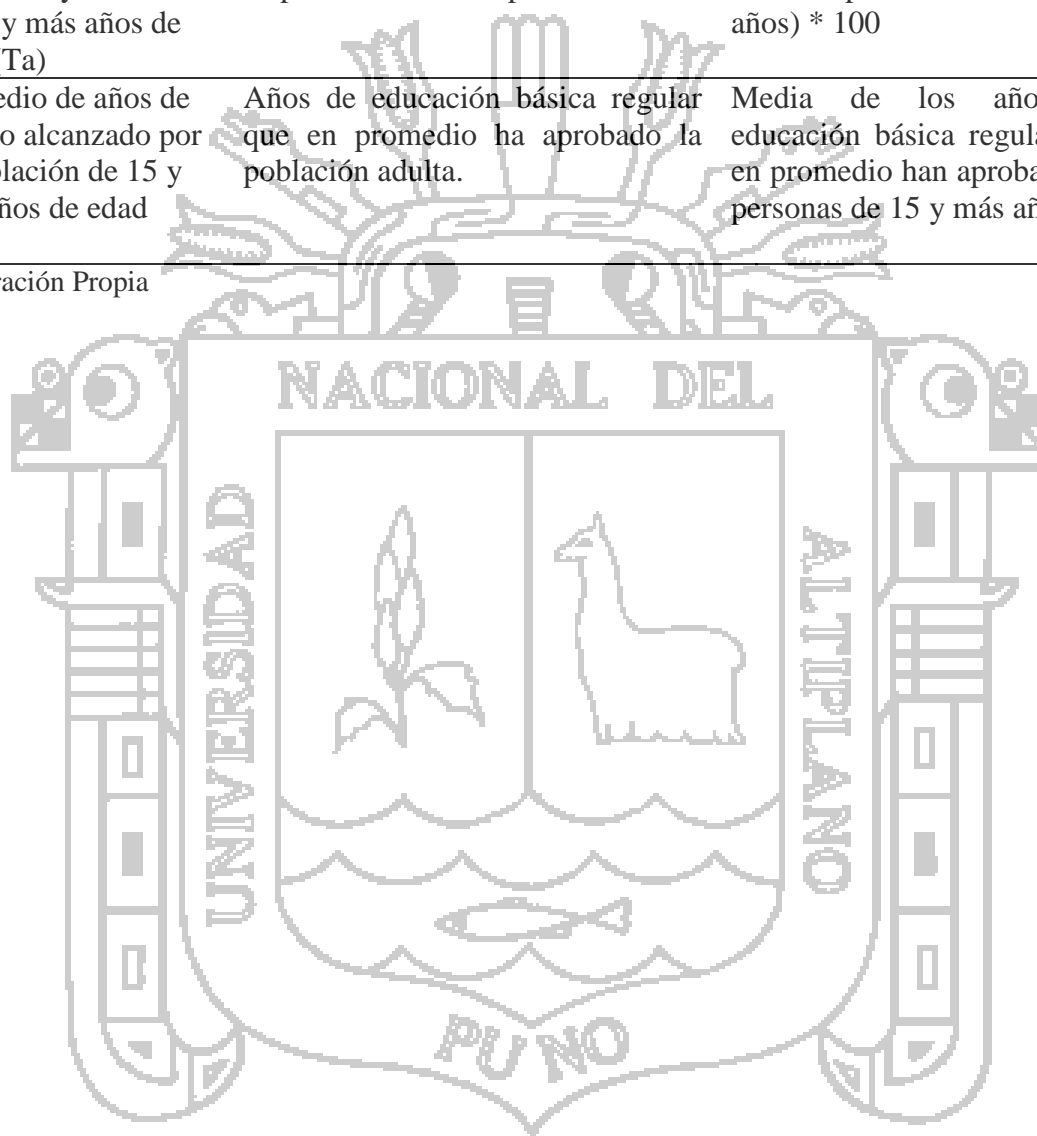 y más años de
años) * 100
(Ta)
edio de años de
o alcanzado por
lación de 15 y
ños de edad
Años de educación básica regular
que en promedio ha aprobado la
población adulta.
Media de los año
educación básica regul
en promedio han aproba
personas de 15 y más añ
ración Propia
NACIONAL DEL
UNIVERSIDAD
ALTIPLANO
PUNO